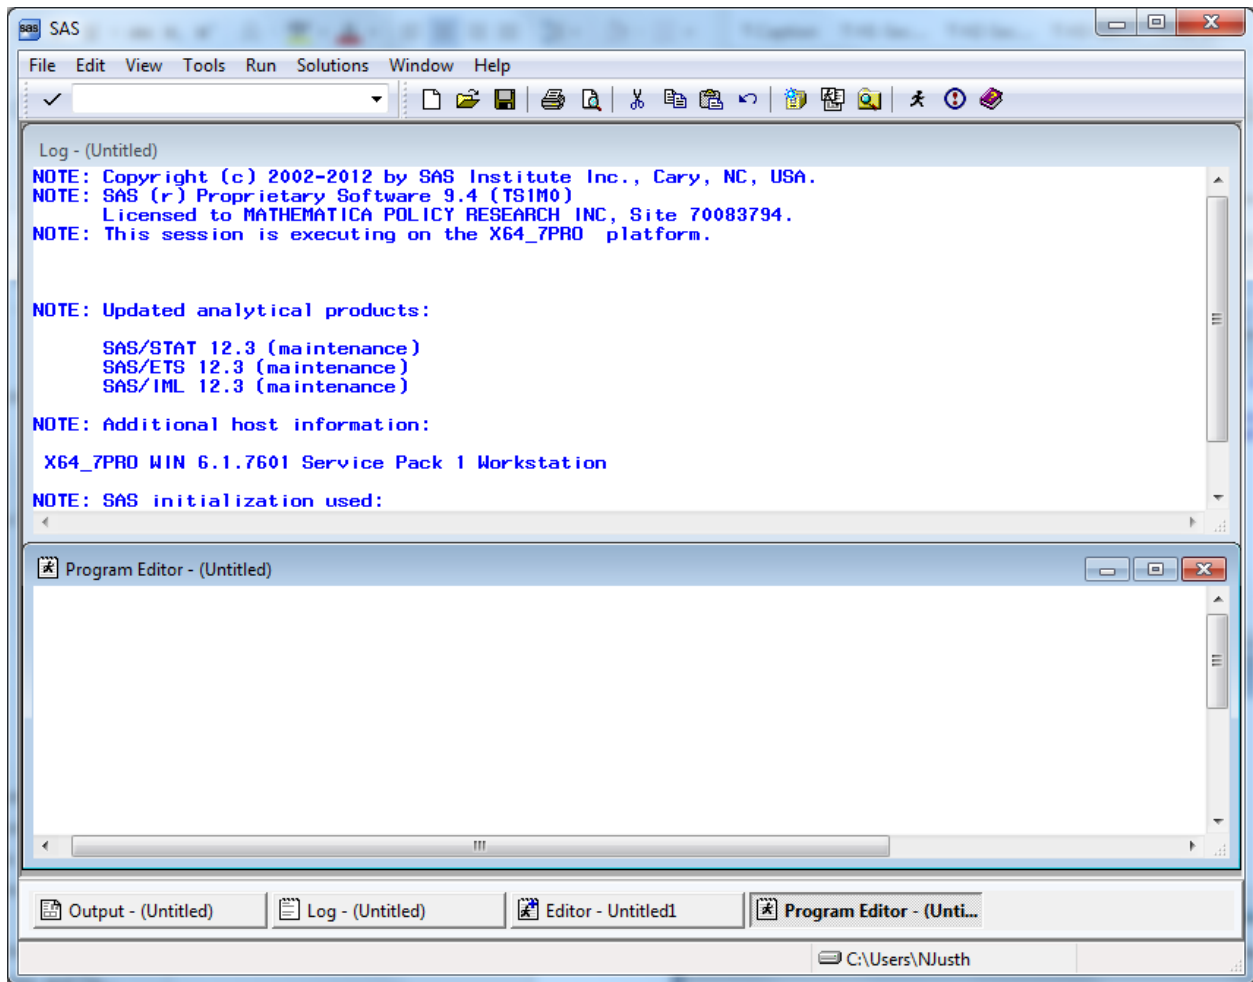 SAS
File Edit View Tools Run Solutions Window Help
Log - (Untitled)
NOTE: Copyright (c) 2002-2012 by SAS Institute Inc., Cary, NC, USA.
NOTE: SAS (r) Proprietary Software 9.4 (TS1M0)
Licensed to MATHEMATICA POLICY RESEARCH INC, Site 70083794.
NOTE: This session is executing on the X64_7PRO  platform.
NOTE: Updated analytical products:
SAS/STAT 12.3 (maintenance)
SAS/ETS 12.3 (maintenance)
SAS/IML 12.3 (maintenance)
NOTE: Additional host information:
X64_7PRO WIN 6.1.7601 Service Pack 1 Workstation
NOTE: SAS initialization used:
Program Editor - (Untitled)
Output - (Untitled) Log - (Untitled) Editor - Untitled1 Program Editor - (Unti...
C:\Users\NJusth